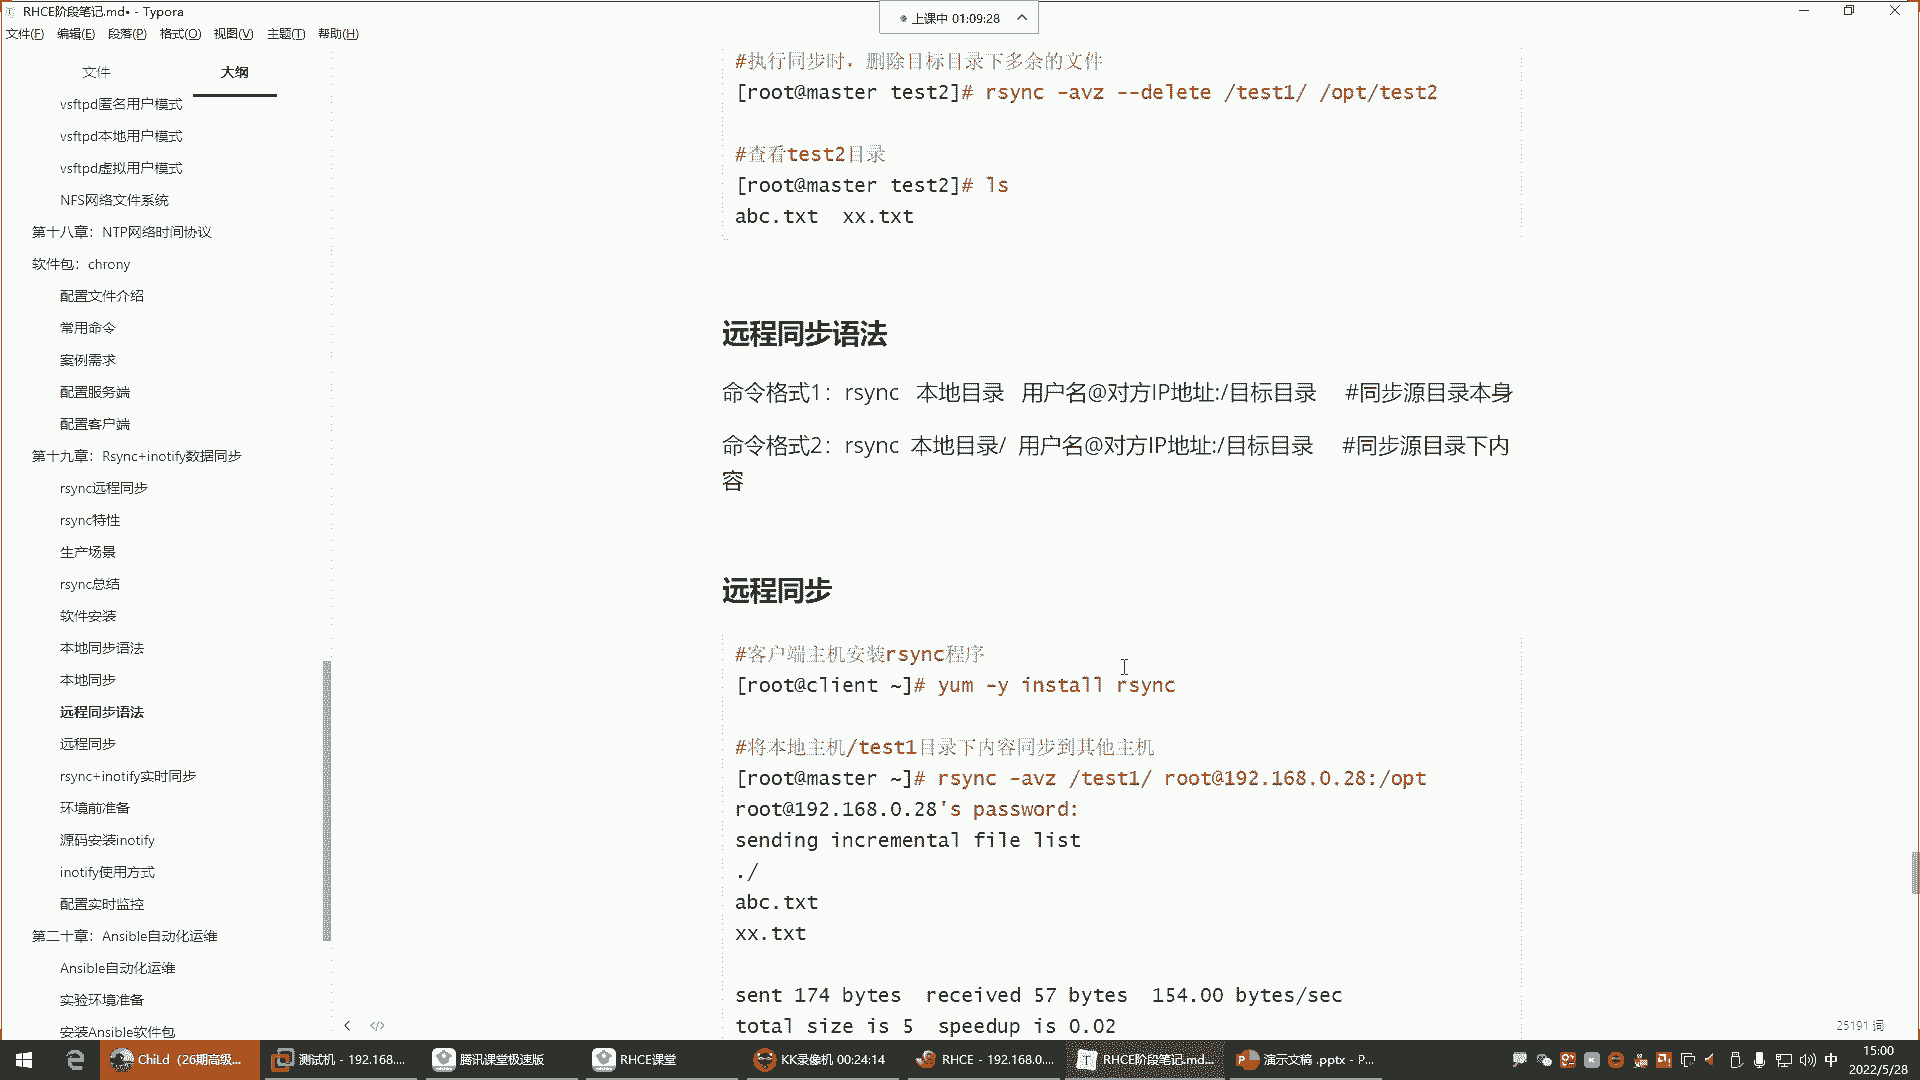 RHCE阶段笔记.md• - Typora
上课中 01:09:28
文件(F) 编辑(E) 段落(P) 格式(O) 视图(V) 主题(T) 帮助(H)
文件
大纲
vsftpd匿名用户模式
vsftpd本地用户模式
vsftpd虚拟用户模式
NFS网络文件系统
第十八章：NTP网络时间协议
软件包：chrony
配置文件介绍
常用命令
案例需求
配置服务端
配置客户端
第十九章：Rsync+inotify数据同步
rsync远程同步
rsync特性
生产场景
rsync总结
软件安装
本地同步语法
本地同步
远程同步语法
远程同步
rsync+inotify实时同步
环境前准备
源码安装inotify
inotify使用方式
配置实时监控
第二十章：Ansible自动化运维
Ansible自动化运维
实验环境准备
安装Ansible软件包
#执行同步时，删除目标目录下多余的文件
[root@master test2]# rsync -avz --delete /test1/ /opt/test2
#查看test2目录
[root@master test2]# ls
abc.txt  xx.txt
远程同步语法
命令格式1：rsync   本地目录   用户名@对方IP地址:/目标目录     #同步源目录本身
命令格式2：rsync  本地目录/  用户名@对方IP地址:/目标目录     #同步源目录下内
容
远程同步
#客户端主机安装rsync程序
[root@client ~]# yum -y install rsync
#将本地主机/test1目录下内容同步到其他主机
[root@master ~]# rsync -avz /test1/ root@192.168.0.28:/opt
root@192.168.0.28's password:
sending incremental file list
./
abc.txt
xx.txt
sent 174 bytes  received 57 bytes  154.00 bytes/sec
total size is 5  speedup is 0.02
25191 词
ChiLd（26期高级...
测试机 - 192.168....
腾讯课堂极速版
RHCE课堂
KK录像机 00:24:14
RHCE - 192.168.0....
RHCE阶段笔记.md...
演示文稿 .pptx - P...
中
15:00
2022/5/28